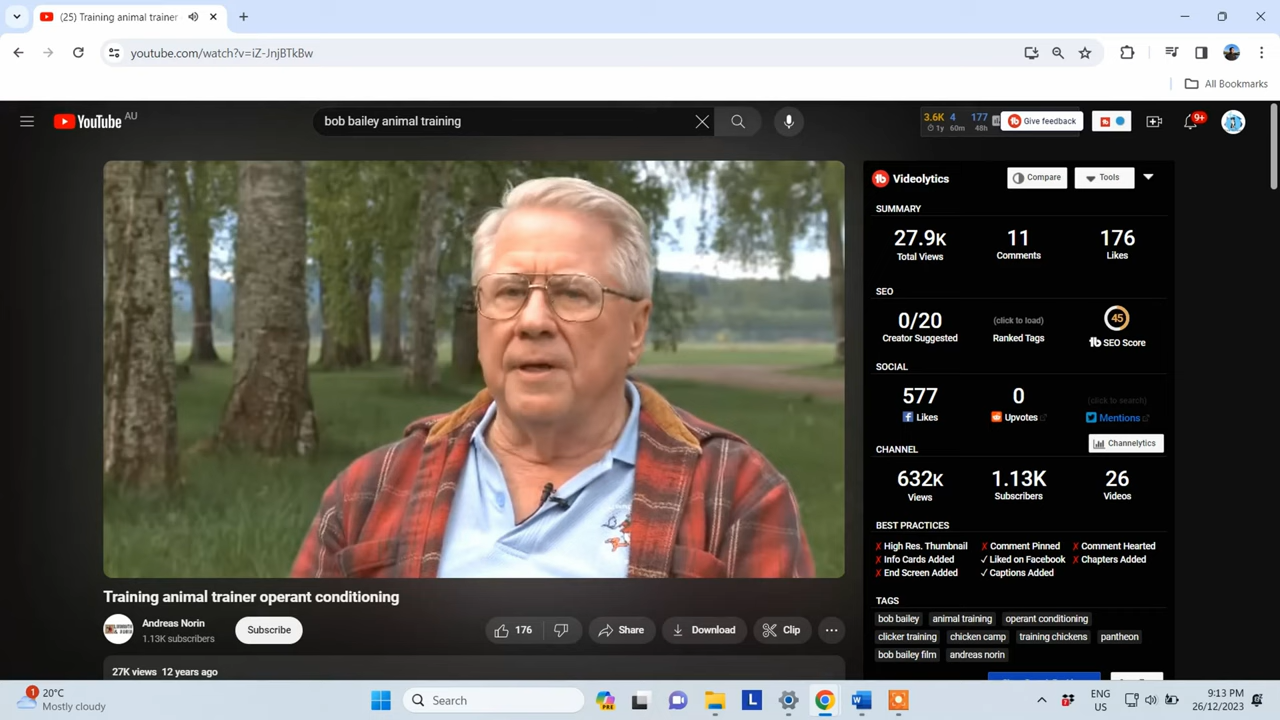 (25) Training animal trainer
youtube.com/watch?v=iZ-JnjBTkBw
All Bookmarks
YouTube AU
bob bailey animal training
3.6K 4 177
1y 60m 48h
Give feedback
9+
Videolytics
Compare
Tools
SUMMARY
27.9K 11 176
Total Views Comments Likes
SEO
0/20 (click to load) 45
Creator Suggested Ranked Tags tb SEO Score
SOCIAL
577 0 (click to search)
Likes Upvotes Mentions
CHANNEL
Channelytics
632K 1.13K 26
Views Subscribers Videos
BEST PRACTICES
✗ High Res. Thumbnail ✗ Comment Pinned ✗ Comment Hearted
✗ Info Cards Added ✓ Liked on Facebook ✗ Chapters Added
✗ End Screen Added ✓ Captions Added
TAGS
bob bailey animal training operant conditioning
clicker training chicken camp training chickens pantheon
bob bailey film andreas norin
Training animal trainer operant conditioning
Andreas Norin
1.13K subscribers
Subscribe
176
Share
Download
Clip
27K views 12 years ago
1
20°C
Mostly cloudy
Search
PRE
L
W
ENG
US
9:13 PM
26/12/2023